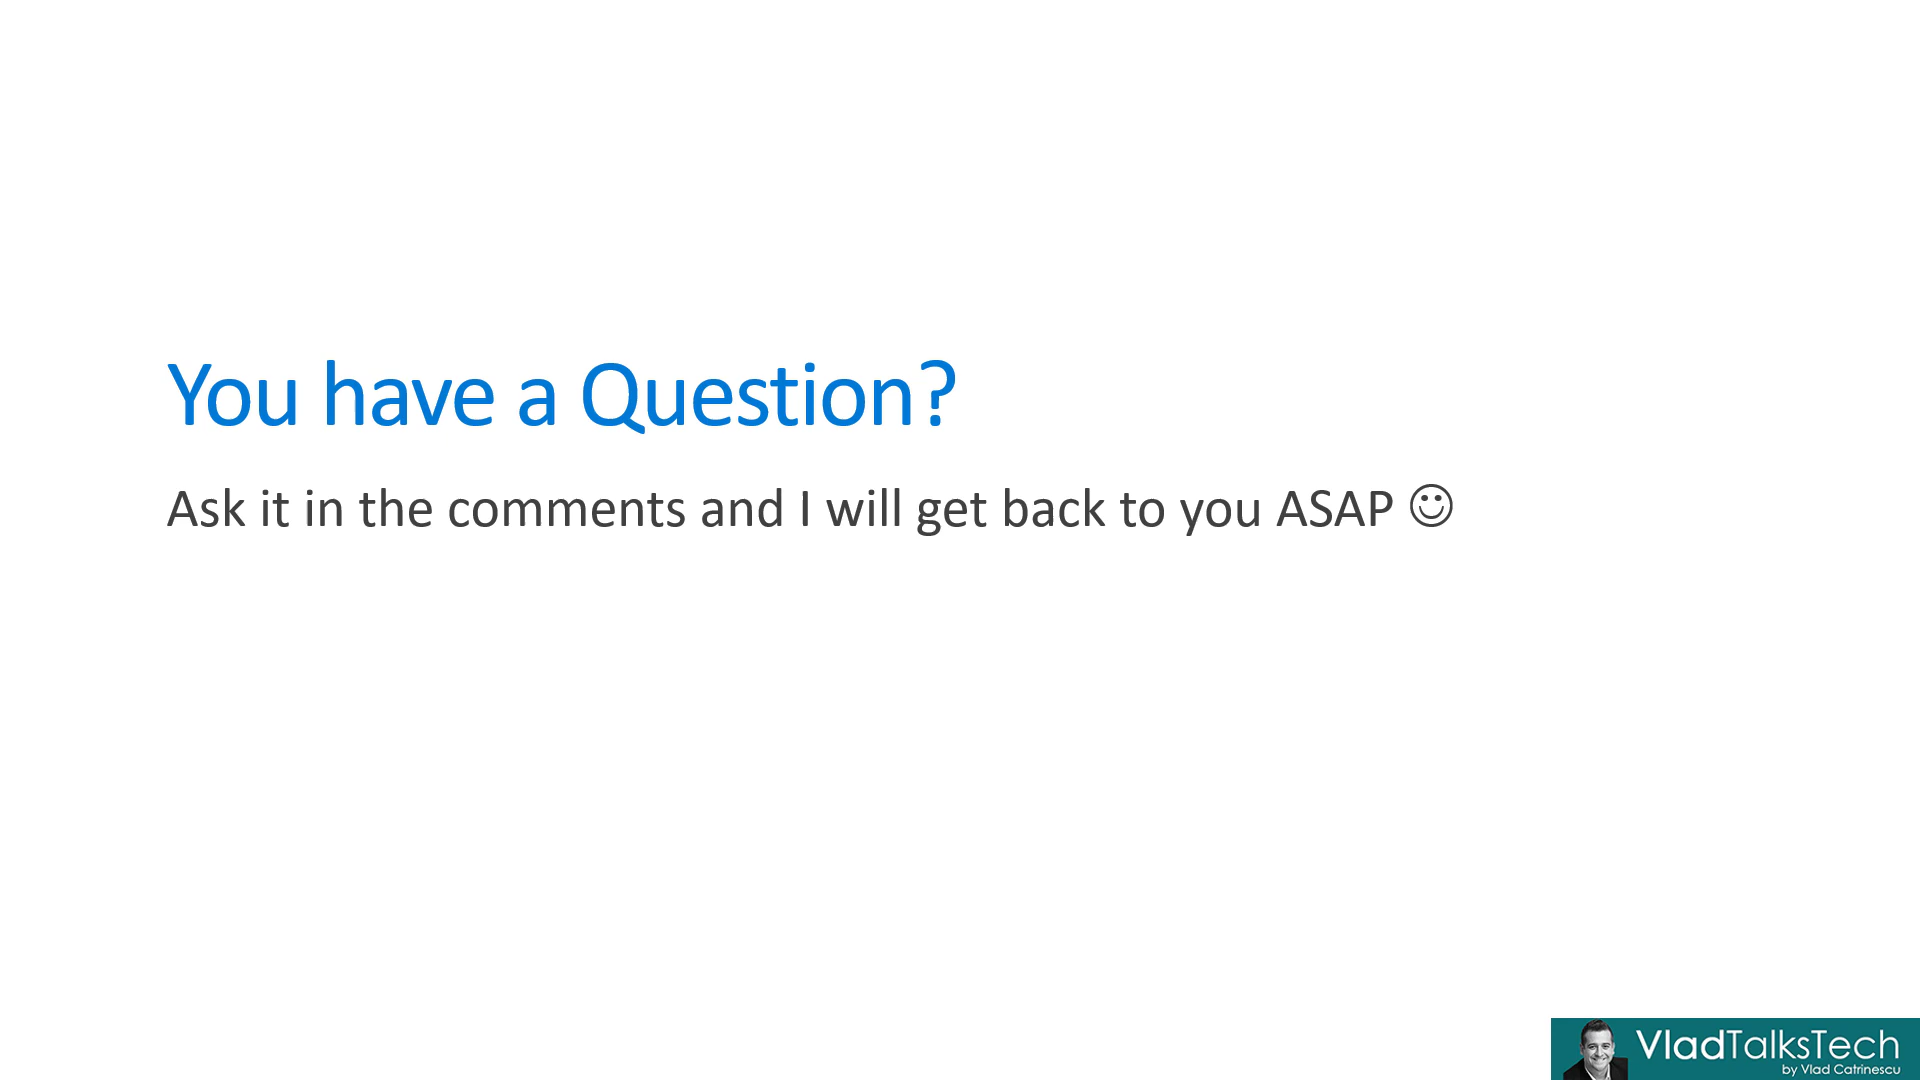 You have a Question?
Ask it in the comments and I will get back to you ASAP ☺
VladTalksTech
by Vlad Catrinescu